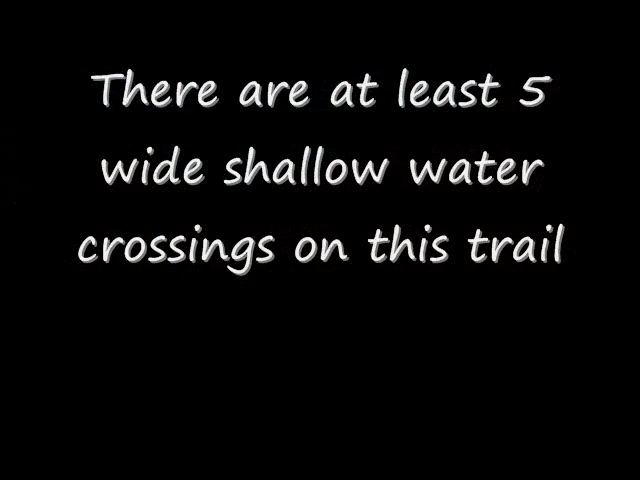 There are at least 5
wide shallow water
crossings on this trail